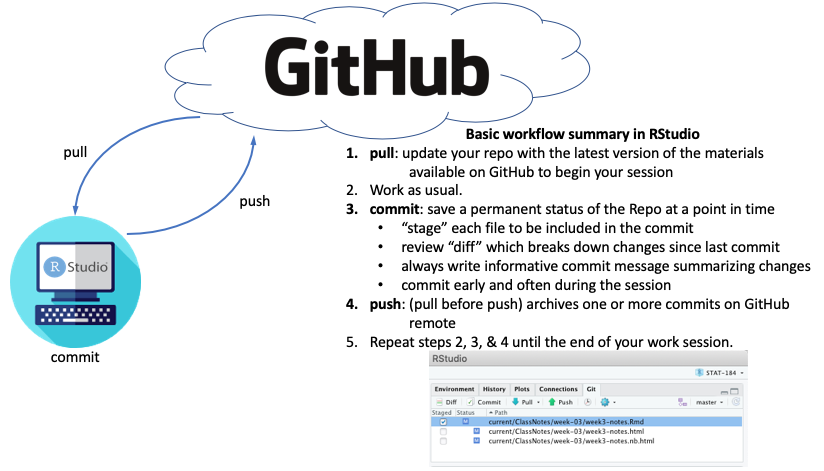 GitHub
pull
push
R Studio
commit
Basic workflow summary in RStudio
1. pull: update your repo with the latest version of the materials
available on GitHub to begin your session
2. Work as usual.
3. commit: save a permanent status of the Repo at a point in time
• “stage” each file to be included in the commit
• review “diff” which breaks down changes since last commit
• always write informative commit message summarizing changes
• commit early and often during the session
4. push: (pull before push) archives one or more commits on GitHub
remote
5. Repeat steps 2, 3, & 4 until the end of your work session.
RStudio
STAT-184
Environment History Plots Connections Git
Diff Commit Pull Push master
Staged Status Path
M current/ClassNotes/week-03/week3-notes.Rmd
M current/ClassNotes/week-03/week3-notes.html
M current/ClassNotes/week-03/week3-notes.nb.html